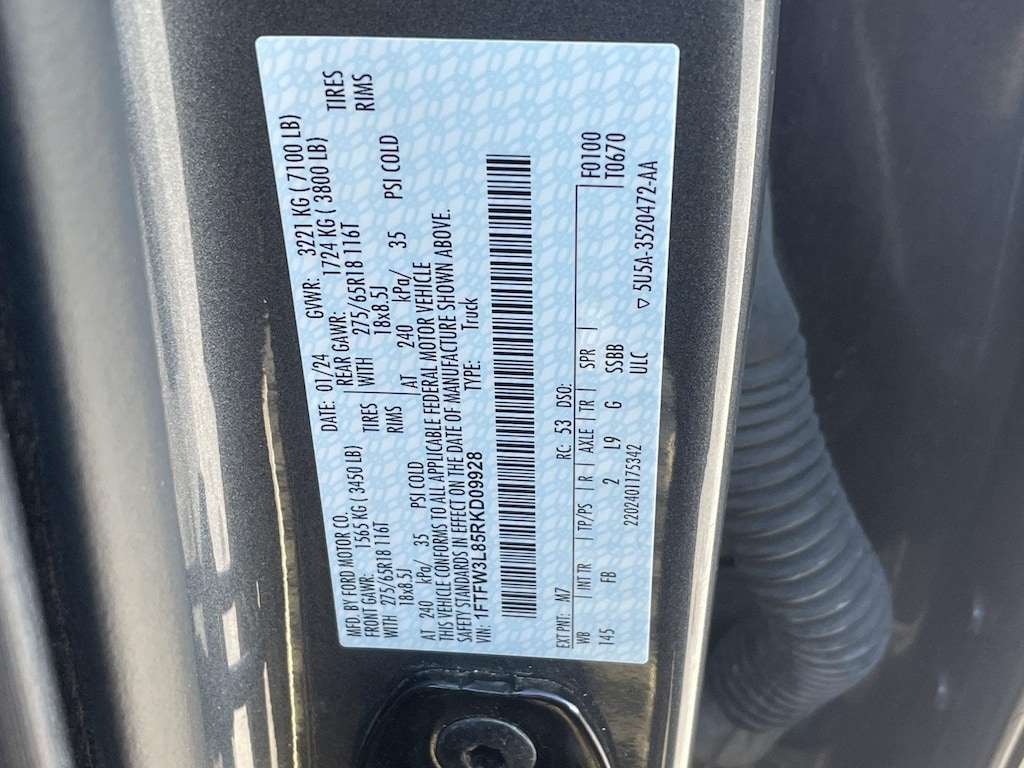 MFD. BY FORD MOTOR CO. DATE: 01/24 GVWR: 3221 KG ( 7100 LB)
FRONT GAWR: 1565 KG ( 3450 LB) REAR GAWR: 1724 KG ( 3800 LB)
WITH 275/65R18 116T TIRES WITH 275/65R18 116T TIRES
18x8.5J RIMS 18x8.5J RIMS
AT 240 kPa/ 35 PSI COLD AT 240 kPa/ 35 PSI COLD
THIS VEHICLE CONFORMS TO ALL APPLICABLE FEDERAL MOTOR VEHICLE
SAFETY STANDARDS IN EFFECT ON THE DATE OF MANUFACTURE SHOWN ABOVE.
VIN: 1FTFW3L85RKD09928 TYPE: Truck
EXT PNT: M7 RC: 53 DSO: F0100
WB INT TR TP/PS R AXLE TR SPR T0670
145 FB 2 L9 G SSBB
2202401175342 ULC ▽ 5U5A-3520472-AA